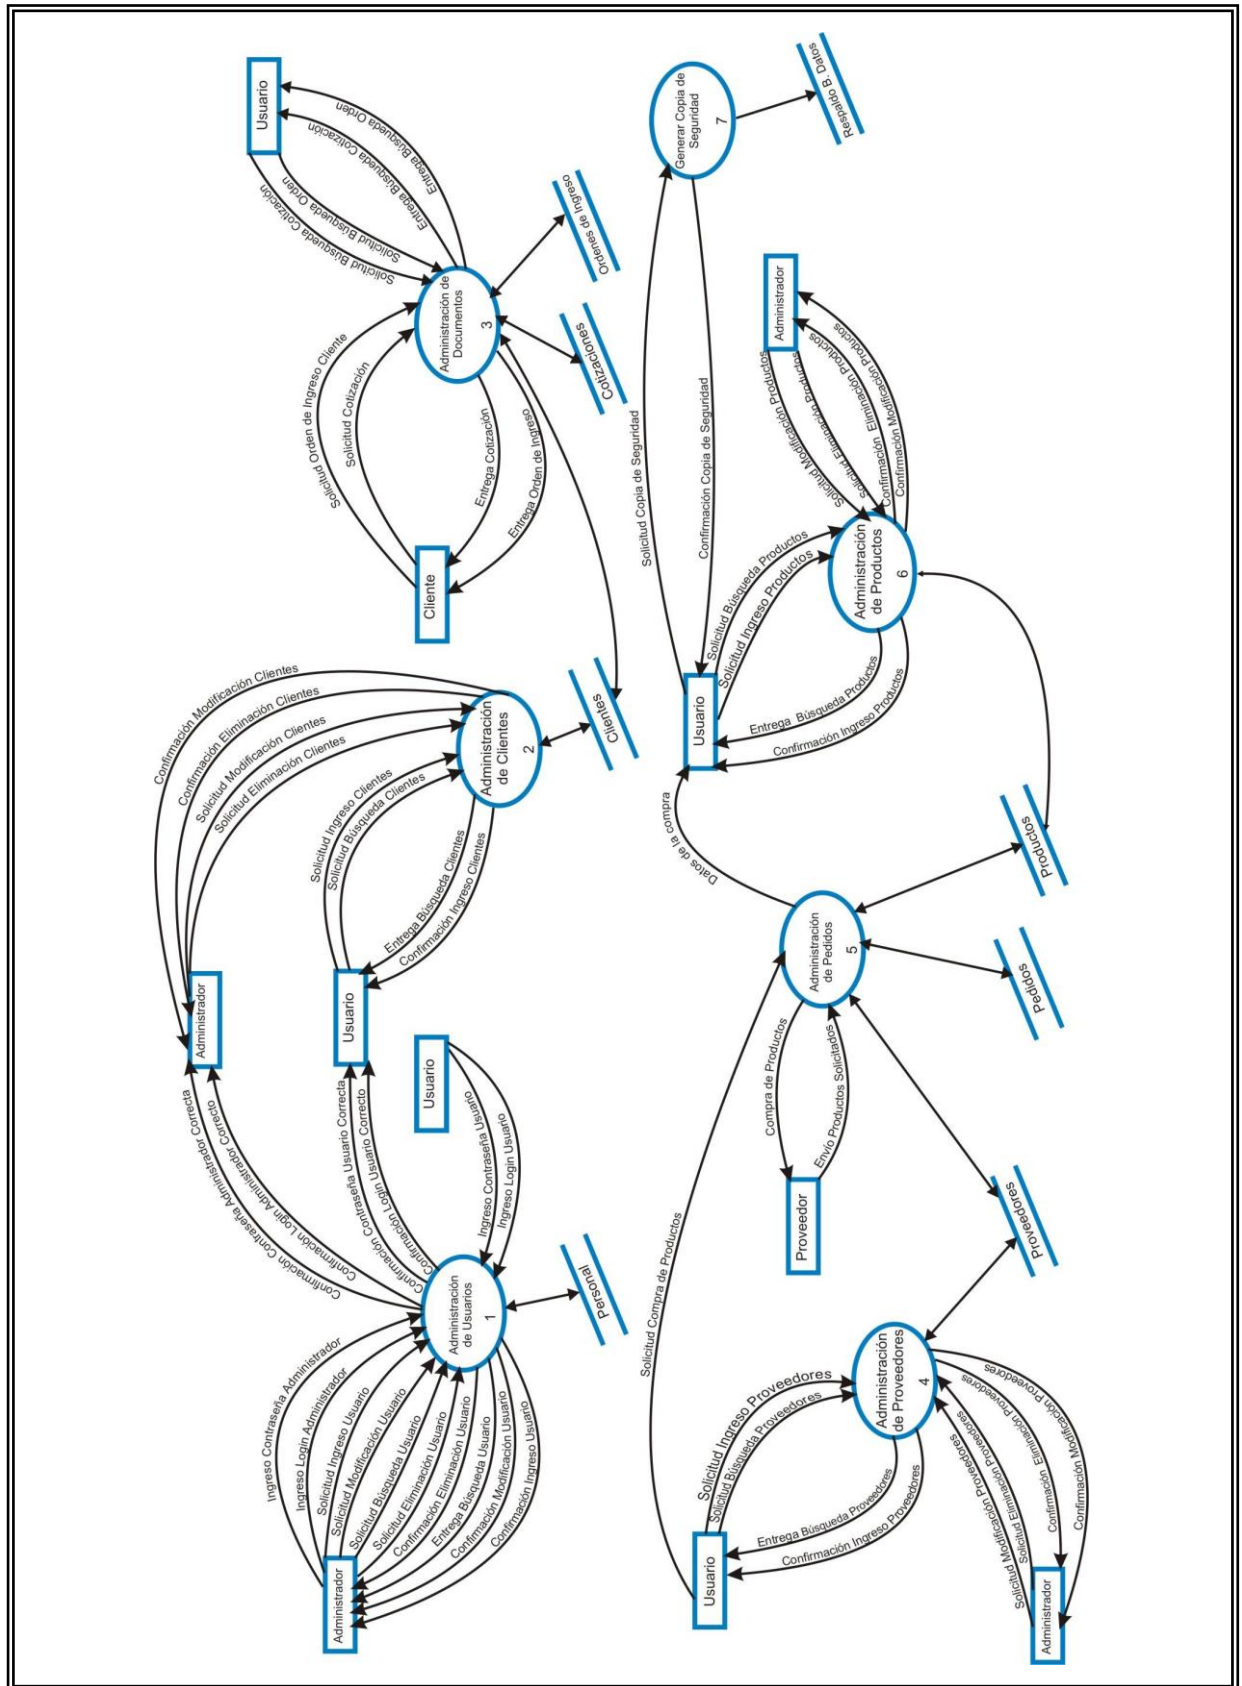 Confirmación Modificación Clientes
Confirmación Eliminación Clientes
Solicitud Modificación Clientes
Solicitud Eliminación Clientes
Administrador
Confirmación Contraseña Administrador Correcta
Confirmación Login Administrador Correcto
Ingreso Contraseña Administrador
Ingreso Login Administrador
Solicitud Ingreso Usuario
Solicitud Modificación Usuario
Solicitud Búsqueda Usuario
Solicitud Eliminación Usuario
Confirmación Eliminación Usuario
Entrega Búsqueda Usuario
Confirmación Modificación Usuario
Confirmación Ingreso Usuario
Administrador
Administración
de Usuarios
1
Personal
Confirmación Contraseña Usuario Correcta
Confirmación Login Usuario Correcto
Usuario
Usuario
Ingreso Contraseña Usuario
Ingreso Login Usuario
Solicitud Ingreso Clientes
Solicitud Búsqueda Clientes
Entrega Búsqueda Clientes
Confirmación Ingreso Clientes
Administración
de Clientes
2
Clientes
Cliente
Solicitud Orden de Ingreso Cliente
Solicitud Cotización
Entrega Cotización
Entrega Orden de Ingreso
Administración de
Documentos
3
Cotizaciones
Ordenes de Ingreso
Solicitud Búsqueda Cotización
Solicitud Búsqueda Orden
Entrega Búsqueda Cotización
Entrega Búsqueda Orden
Usuario
Solicitud Compra de Productos
Usuario
Solicitud Ingreso Proveedores
Solicitud Búsqueda Proveedores
Entrega Búsqueda Proveedores
Confirmación Ingreso Proveedores
Administración
de Proveedores
4
Solicitud Modificación Proveedores
Solicitud Eliminación Proveedores
Confirmación Eliminación Proveedores
Confirmación Modificación Proveedores
Administrador
Proveedores
Proveedor
Compra de Productos
Envío Productos Solicitados
Administración
de Pedidos
5
Pedidos
Productos
Datos de la compra
Usuario
Solicitud Copia de Seguridad
Confirmación Copia de Seguridad
Solicitud Búsqueda Productos
Solicitud Ingreso Productos
Entrega Búsqueda Productos
Confirmación Ingreso Productos
Administración
de Productos
6
Solicitud Modificación Productos
Solicitud Eliminación Productos
Confirmación Eliminación Productos
Confirmación Modificación Productos
Administrador
Generar Copia de
Seguridad
7
Respaldo B. Datos